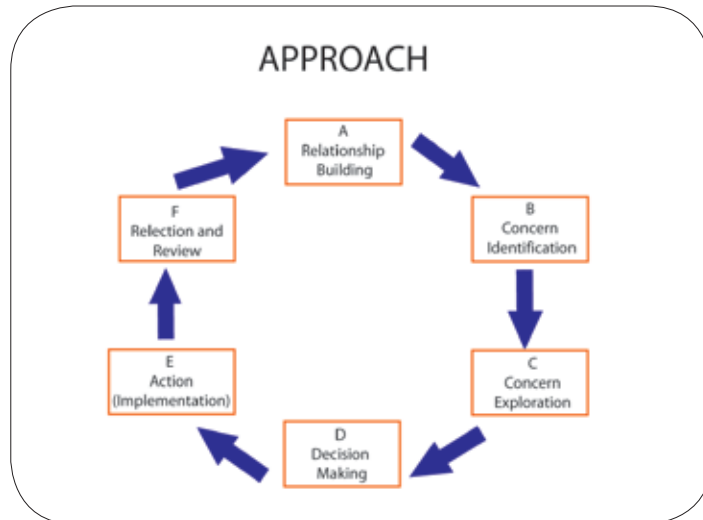 APPROACH
A
Relationship
Building
B
Concern
Identification
C
Concern
Exploration
D
Decision
Making
E
Action
(Implementation)
F
Relection and
Review